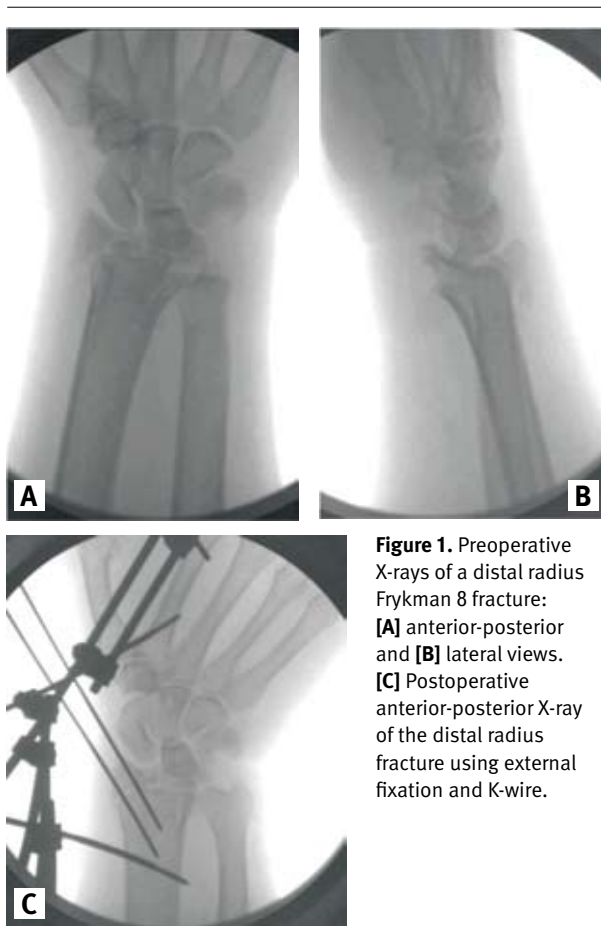 A
B
C
Figure 1. Preoperative
X-rays of a distal radius
Frykman 8 fracture:
[A] anterior-posterior
and [B] lateral views.
[C] Postoperative
anterior-posterior X-ray
of the distal radius
fracture using external
fixation and K-wire.